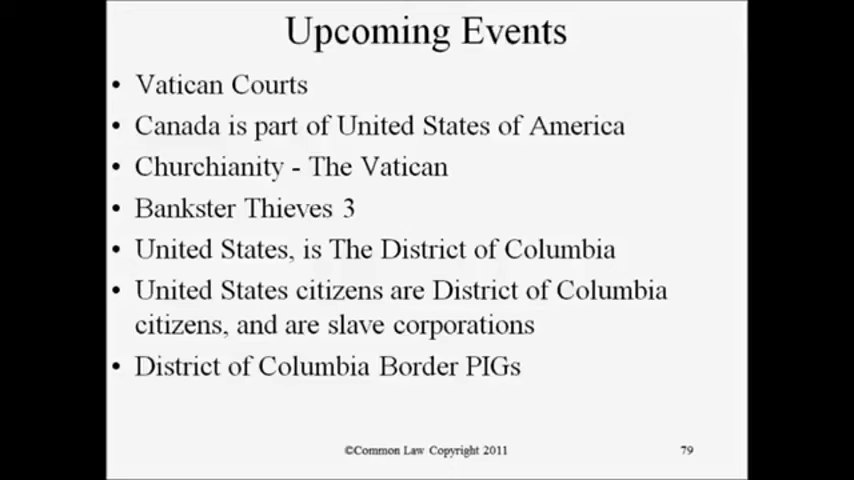 Upcoming Events
• Vatican Courts
• Canada is part of United States of America
• Churchianity - The Vatican
• Bankster Thieves 3
• United States, is The District of Columbia
• United States citizens are District of Columbia
citizens, and are slave corporations
• District of Columbia Border PIGs
©Common Law Copyright 2011
79